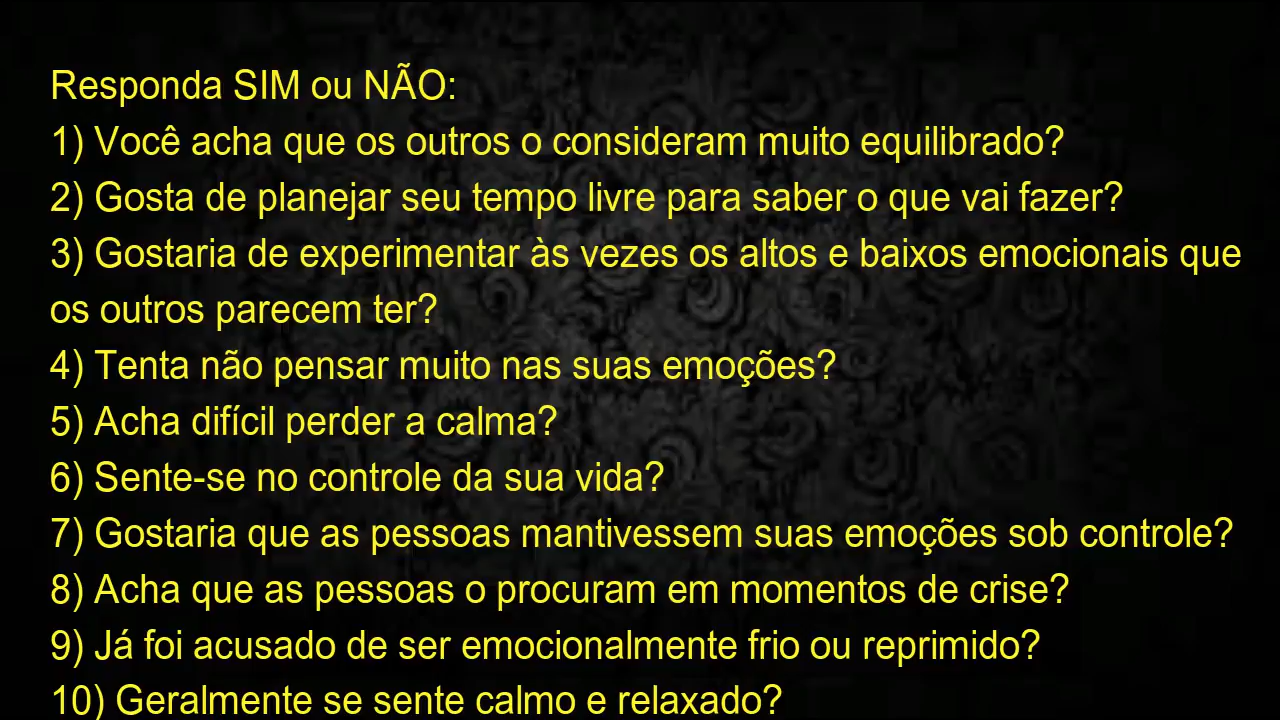 Responda SIM ou NÃO:
1) Você acha que os outros o consideram muito equilibrado?
2) Gosta de planejar seu tempo livre para saber o que vai fazer?
3) Gostaria de experimentar às vezes os altos e baixos emocionais que
os outros parecem ter?
4) Tenta não pensar muito nas suas emoções?
5) Acha difícil perder a calma?
6) Sente-se no controle da sua vida?
7) Gostaria que as pessoas mantivessem suas emoções sob controle?
8) Acha que as pessoas o procuram em momentos de crise?
9) Já foi acusado de ser emocionalmente frio ou reprimido?
10) Geralmente se sente calmo e relaxado?